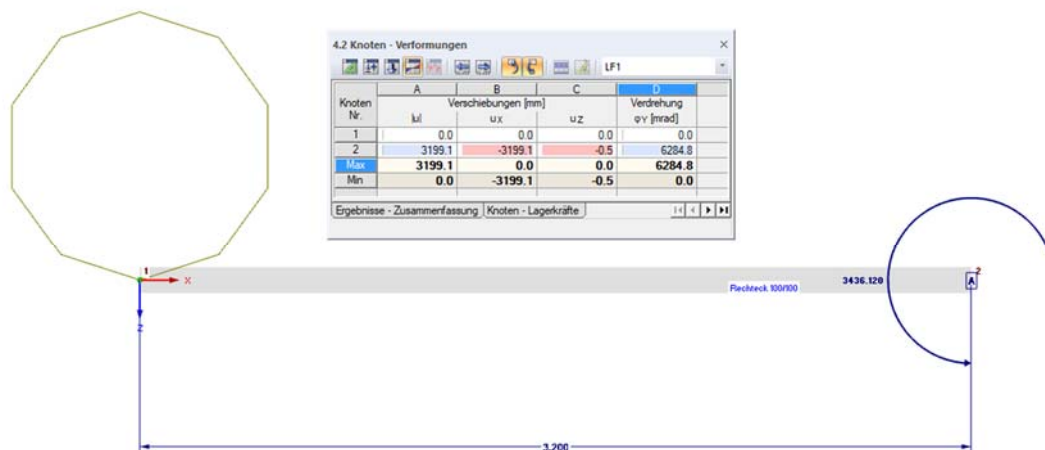 4.2 Knoten - Verformungen
LF1
A B C D
Knoten Verschiebungen [mm] Verdrehung
Nr. |u| uX uZ φY [mrad]
1 0.0 0.0 0.0 0.0
2 3199.1 -3199.1 -0.5 6284.8
Max 3199.1 0.0 0.0 6284.8
Min 0.0 -3199.1 -0.5 0.0
Ergebnisse - Zusammenfassung Knoten - Lagerkräfte
1 2
X 3436.120 A
Rechteck 100/100
Z
3.200